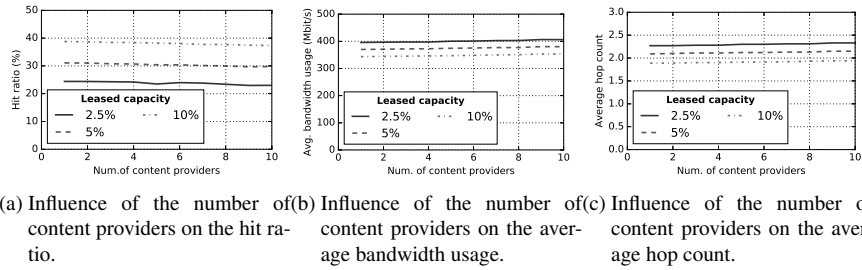 50
40
30
20
10
0
Hit ratio (%)
Leased capacity
2.5%
10%
5%
0 2 4 6 8 10
Num.of content providers
500
400
300
200
100
0
Avg. bandwidth usage (Mbit/s)
Leased capacity
2.5%
10%
5%
0 2 4 6 8 10
Num. of content providers
3.0
2.5
2.0
1.5
1.0
0.5
0.0
Average hop count
Leased capacity
2.5%
10%
5%
0 2 4 6 8 10
Num. of content providers
(a) Influence of the number of
content providers on the hit ra-
tio.
(b) Influence of the number of
content providers on the aver-
age bandwidth usage.
(c) Influence of the number o
content providers on the aver
age hop count.